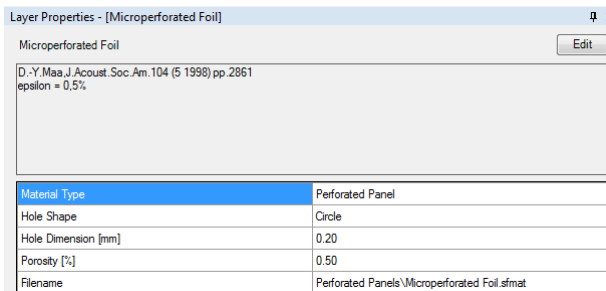 Layer Properties - [Microperforated Foil]
Microperforated Foil
Edit
D.-Y.Maa,J.Acoust.Soc.Am.104 (5 1998) pp.2861
epsilon = 0,5%
Material Type Perforated Panel
Hole Shape Circle
Hole Dimension [mm] 0.20
Porosity [%] 0.50
Filename Perforated Panels\Microperforated Foil.sfmat